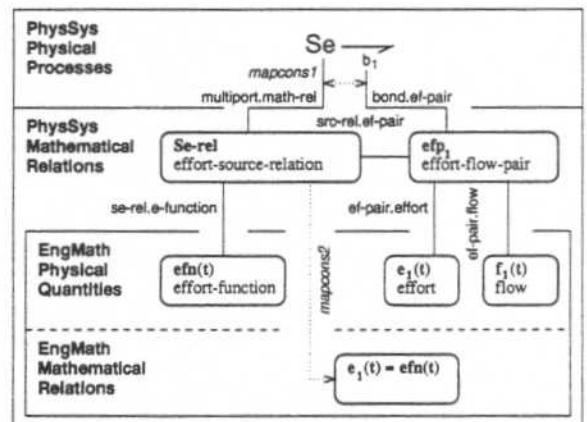 PhysSys
Physical
Processes
Se
b1
mapcons1
multiport.math-rel
bond.ef-pair
PhysSys
Mathematical
Relations
src-rel.ef-pair
Se-rel
effort-source-relation
efp1
effort-flow-pair
se-rel.e-function
ef-pair.effort
ef-pair.flow
EngMath
Physical
Quantities
efn(t)
effort-function
mapcons2
e1(t)
effort
f1(t)
flow
EngMath
Mathematical
Relations
e1(t) = efn(t)